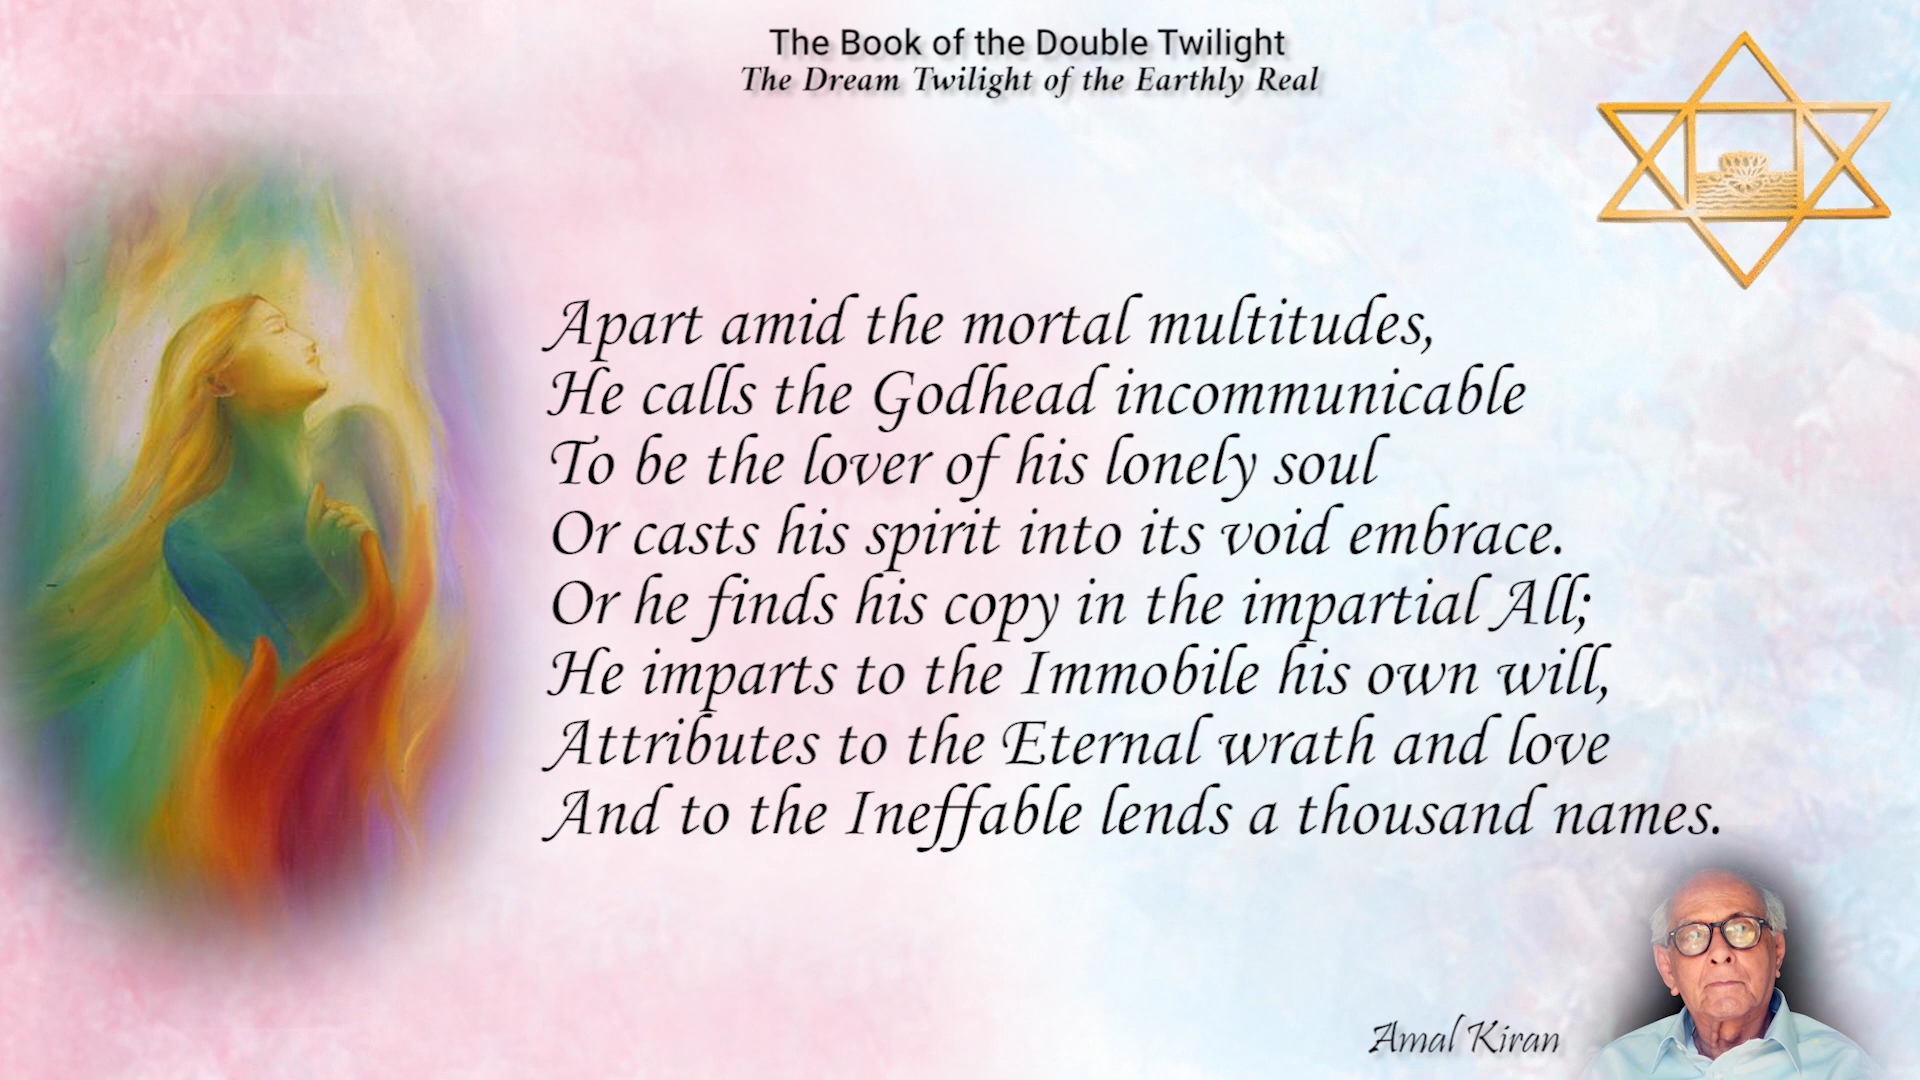 The Book of the Double Twilight
The Dream Twilight of the Earthly Real
Apart amid the mortal multitudes,
He calls the Godhead incommunicable
To be the lover of his lonely soul
Or casts his spirit into its void embrace.
Or he finds his copy in the impartial All;
He imparts to the Immobile his own will,
Attributes to the Eternal wrath and love
And to the Ineffable lends a thousand names.
Amal Kiran